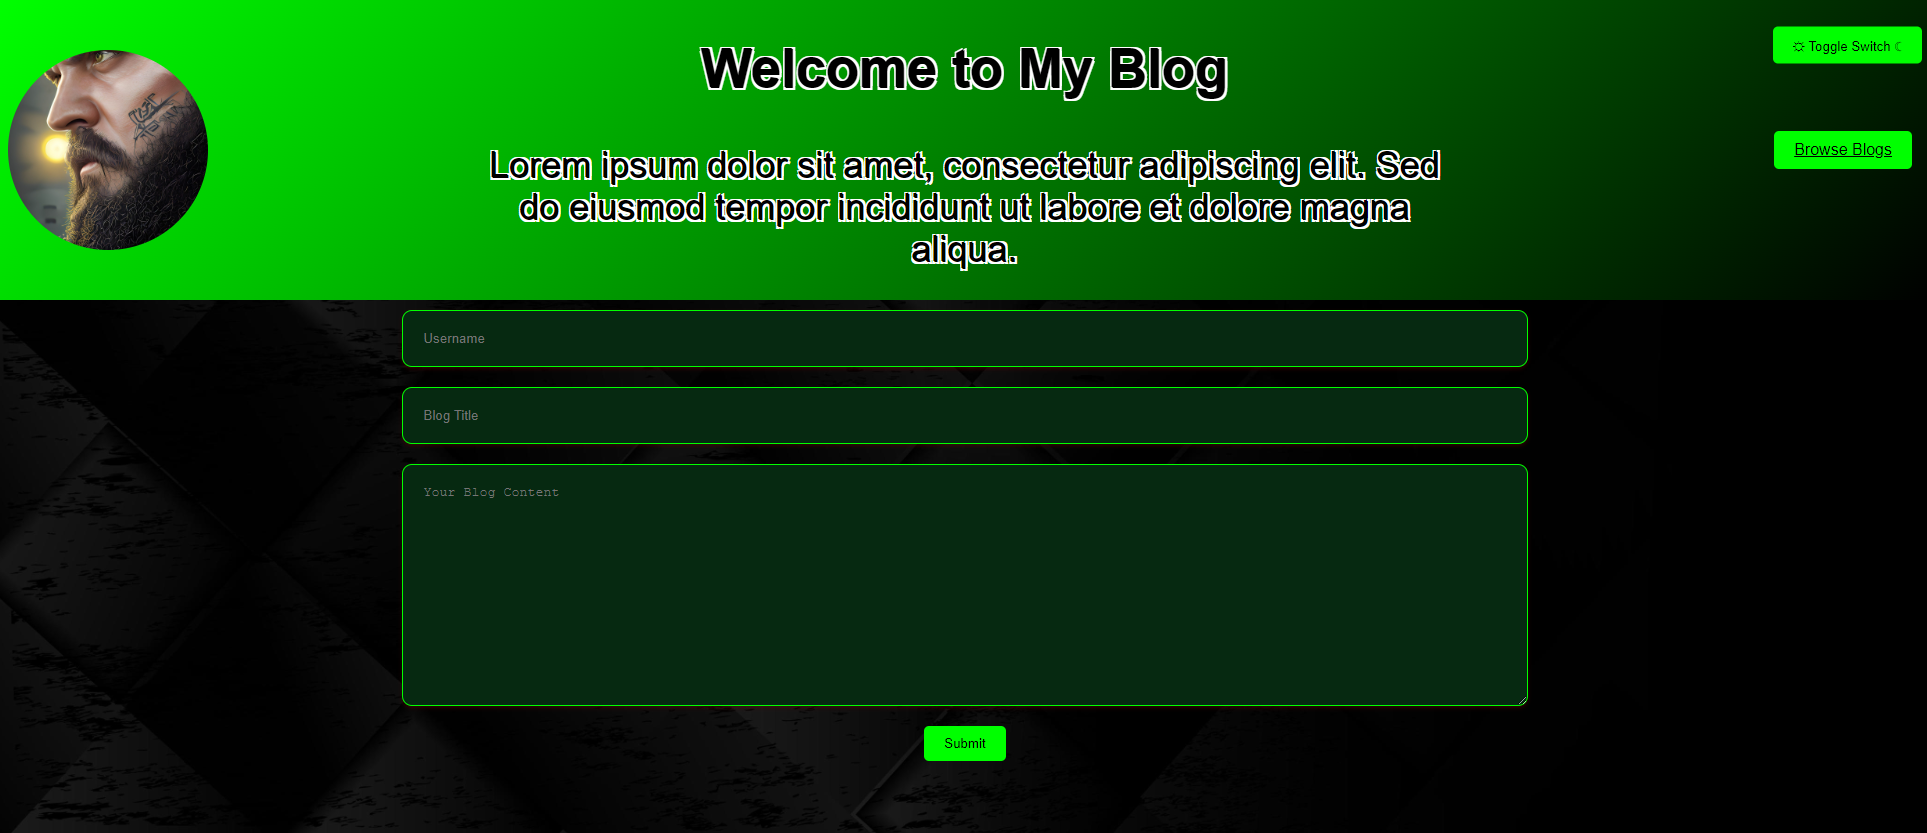 Welcome to My Blog
☼ Toggle Switch ☾
Browse Blogs
Lorem ipsum dolor sit amet, consectetur adipiscing elit. Sed
do eiusmod tempor incididunt ut labore et dolore magna
aliqua.
Username
Blog Title
Your Blog Content
Submit